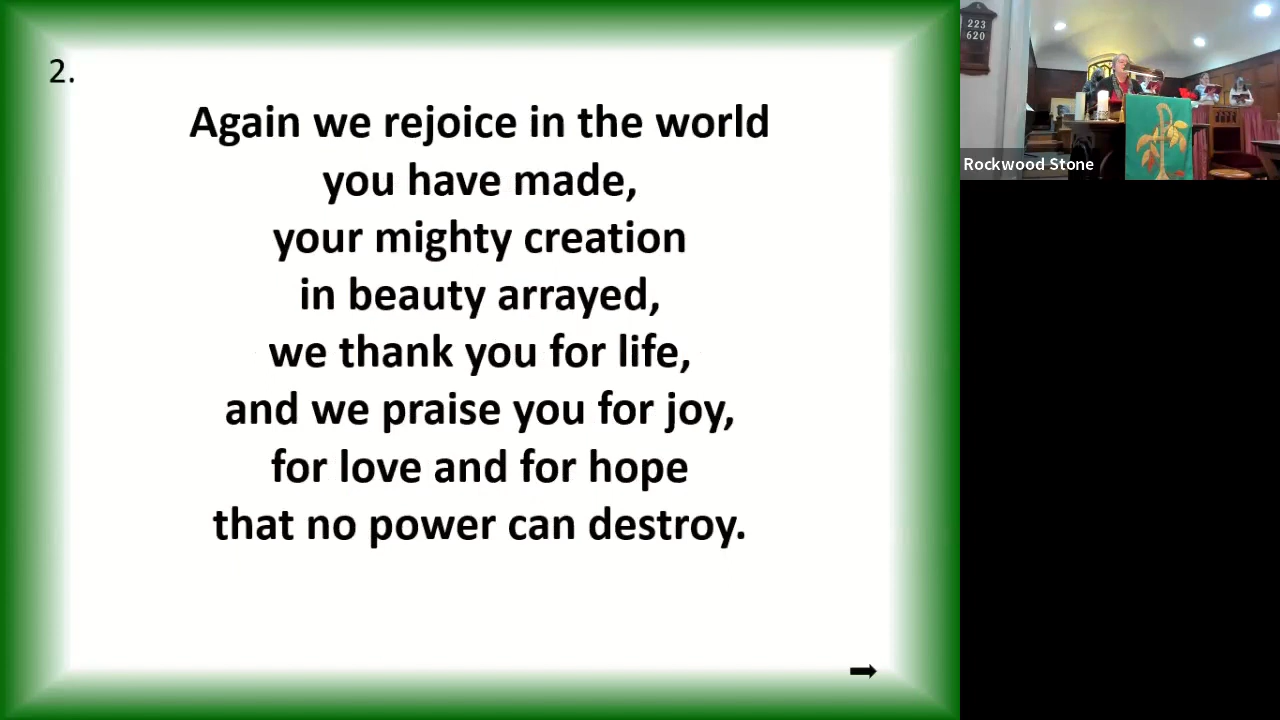 2.
Again we rejoice in the world
you have made,
your mighty creation
in beauty arrayed,
we thank you for life,
and we praise you for joy,
for love and for hope
that no power can destroy.
223
620
Rockwood Stone